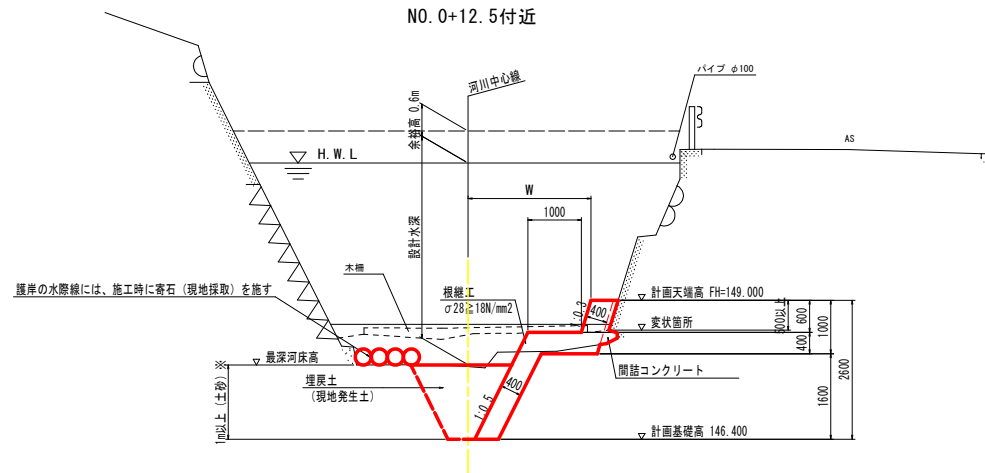 NO.0+12.5付近
パイプ φ100
河川中心線
余裕高 0.6m
AS
H.W.L
W
1000
設計水深
木柵
護岸の水際線には、施工時に寄石（現地採取）を施す
根継工
σ28≧18N/mm2
1:0.3
400
計画天端高 FH=149.000
500以上
600
1000
変状箇所
400
2600
最深河床高
間詰コンクリート
埋戻土
（現地発生土）
1m以上（土砂）※
1:0.5
400
1600
計画基礎高 146.400